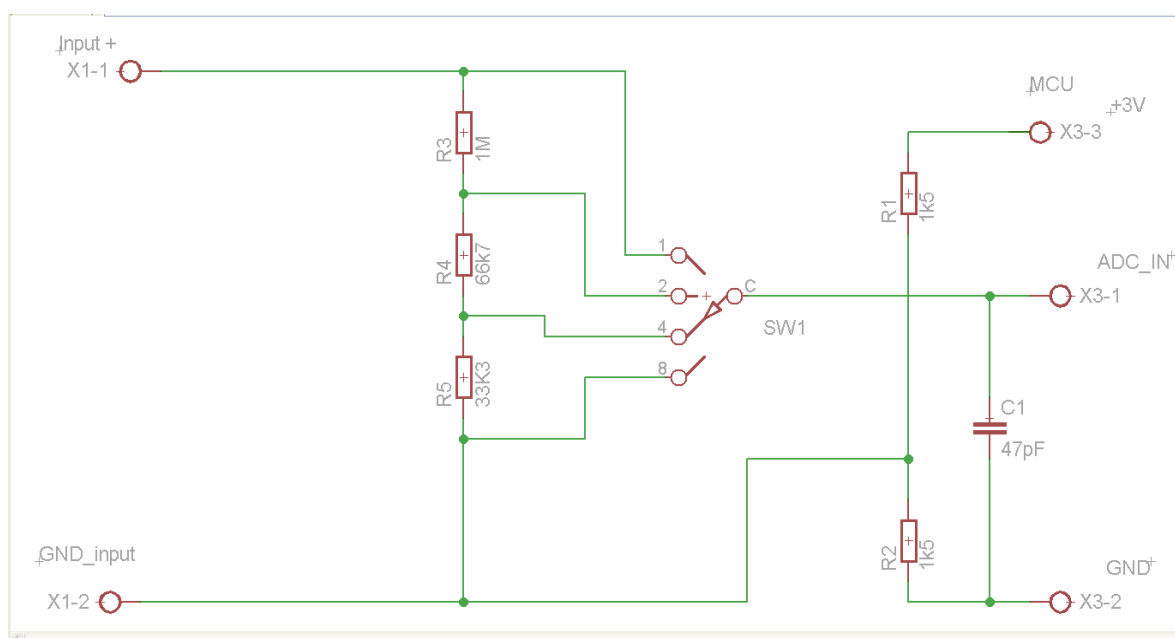 Input +
X1-1
MCU
+3V
X3-3
R3
1M
R1
1k5
R4
66k7
1
2
C
4
8
SW1
ADC_IN
X3-1
R5
33K3
C1
47pF
GND_input
X1-2
R2
1k5
GND
X3-2